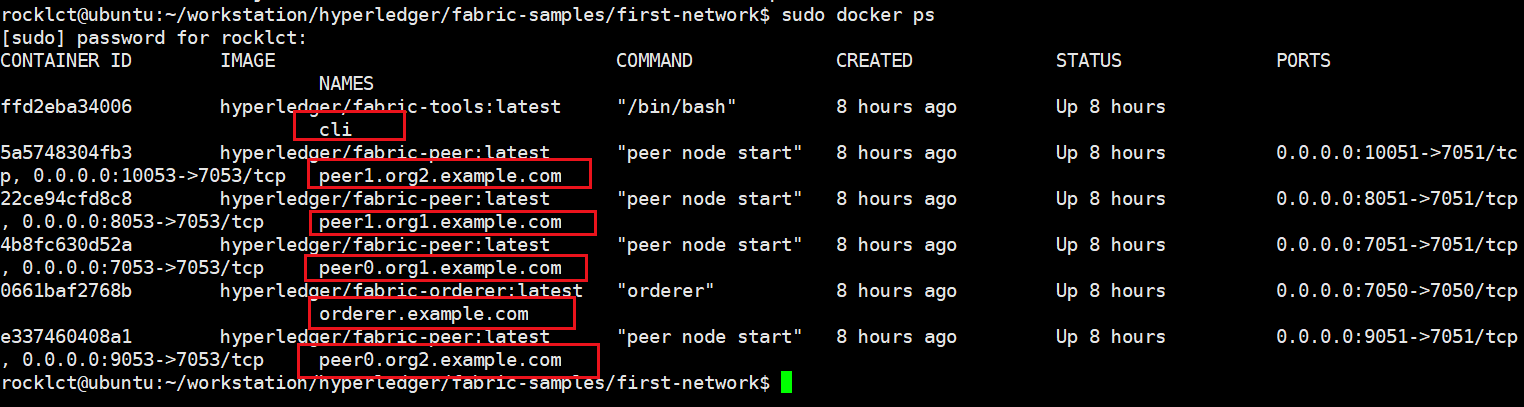 rocklct@ubuntu:~/workstation/hyperledger/fabric-samples/first-network$ sudo docker ps
[sudo] password for rocklct:
CONTAINER ID        IMAGE                               COMMAND             CREATED             STATUS              PORTS
                             NAMES
ffd2eba34006        hyperledger/fabric-tools:latest     "/bin/bash"         8 hours ago         Up 8 hours
                             cli
5a5748304fb3        hyperledger/fabric-peer:latest      "peer node start"   8 hours ago         Up 8 hours          0.0.0.0:10051->7051/tc
p, 0.0.0.0:10053->7053/tcp   peer1.org2.example.com
22ce94cfd8c8        hyperledger/fabric-peer:latest      "peer node start"   8 hours ago         Up 8 hours          0.0.0.0:8051->7051/tcp
, 0.0.0.0:8053->7053/tcp     peer1.org1.example.com
4b8fc630d52a        hyperledger/fabric-peer:latest      "peer node start"   8 hours ago         Up 8 hours          0.0.0.0:7051->7051/tcp
, 0.0.0.0:7053->7053/tcp     peer0.org1.example.com
0661baf2768b        hyperledger/fabric-orderer:latest   "orderer"           8 hours ago         Up 8 hours          0.0.0.0:7050->7050/tcp
                             orderer.example.com
e337460408a1        hyperledger/fabric-peer:latest      "peer node start"   8 hours ago         Up 8 hours          0.0.0.0:9051->7051/tcp
, 0.0.0.0:9053->7053/tcp     peer0.org2.example.com
rocklct@ubuntu:~/workstation/hyperledger/fabric-samples/first-network$